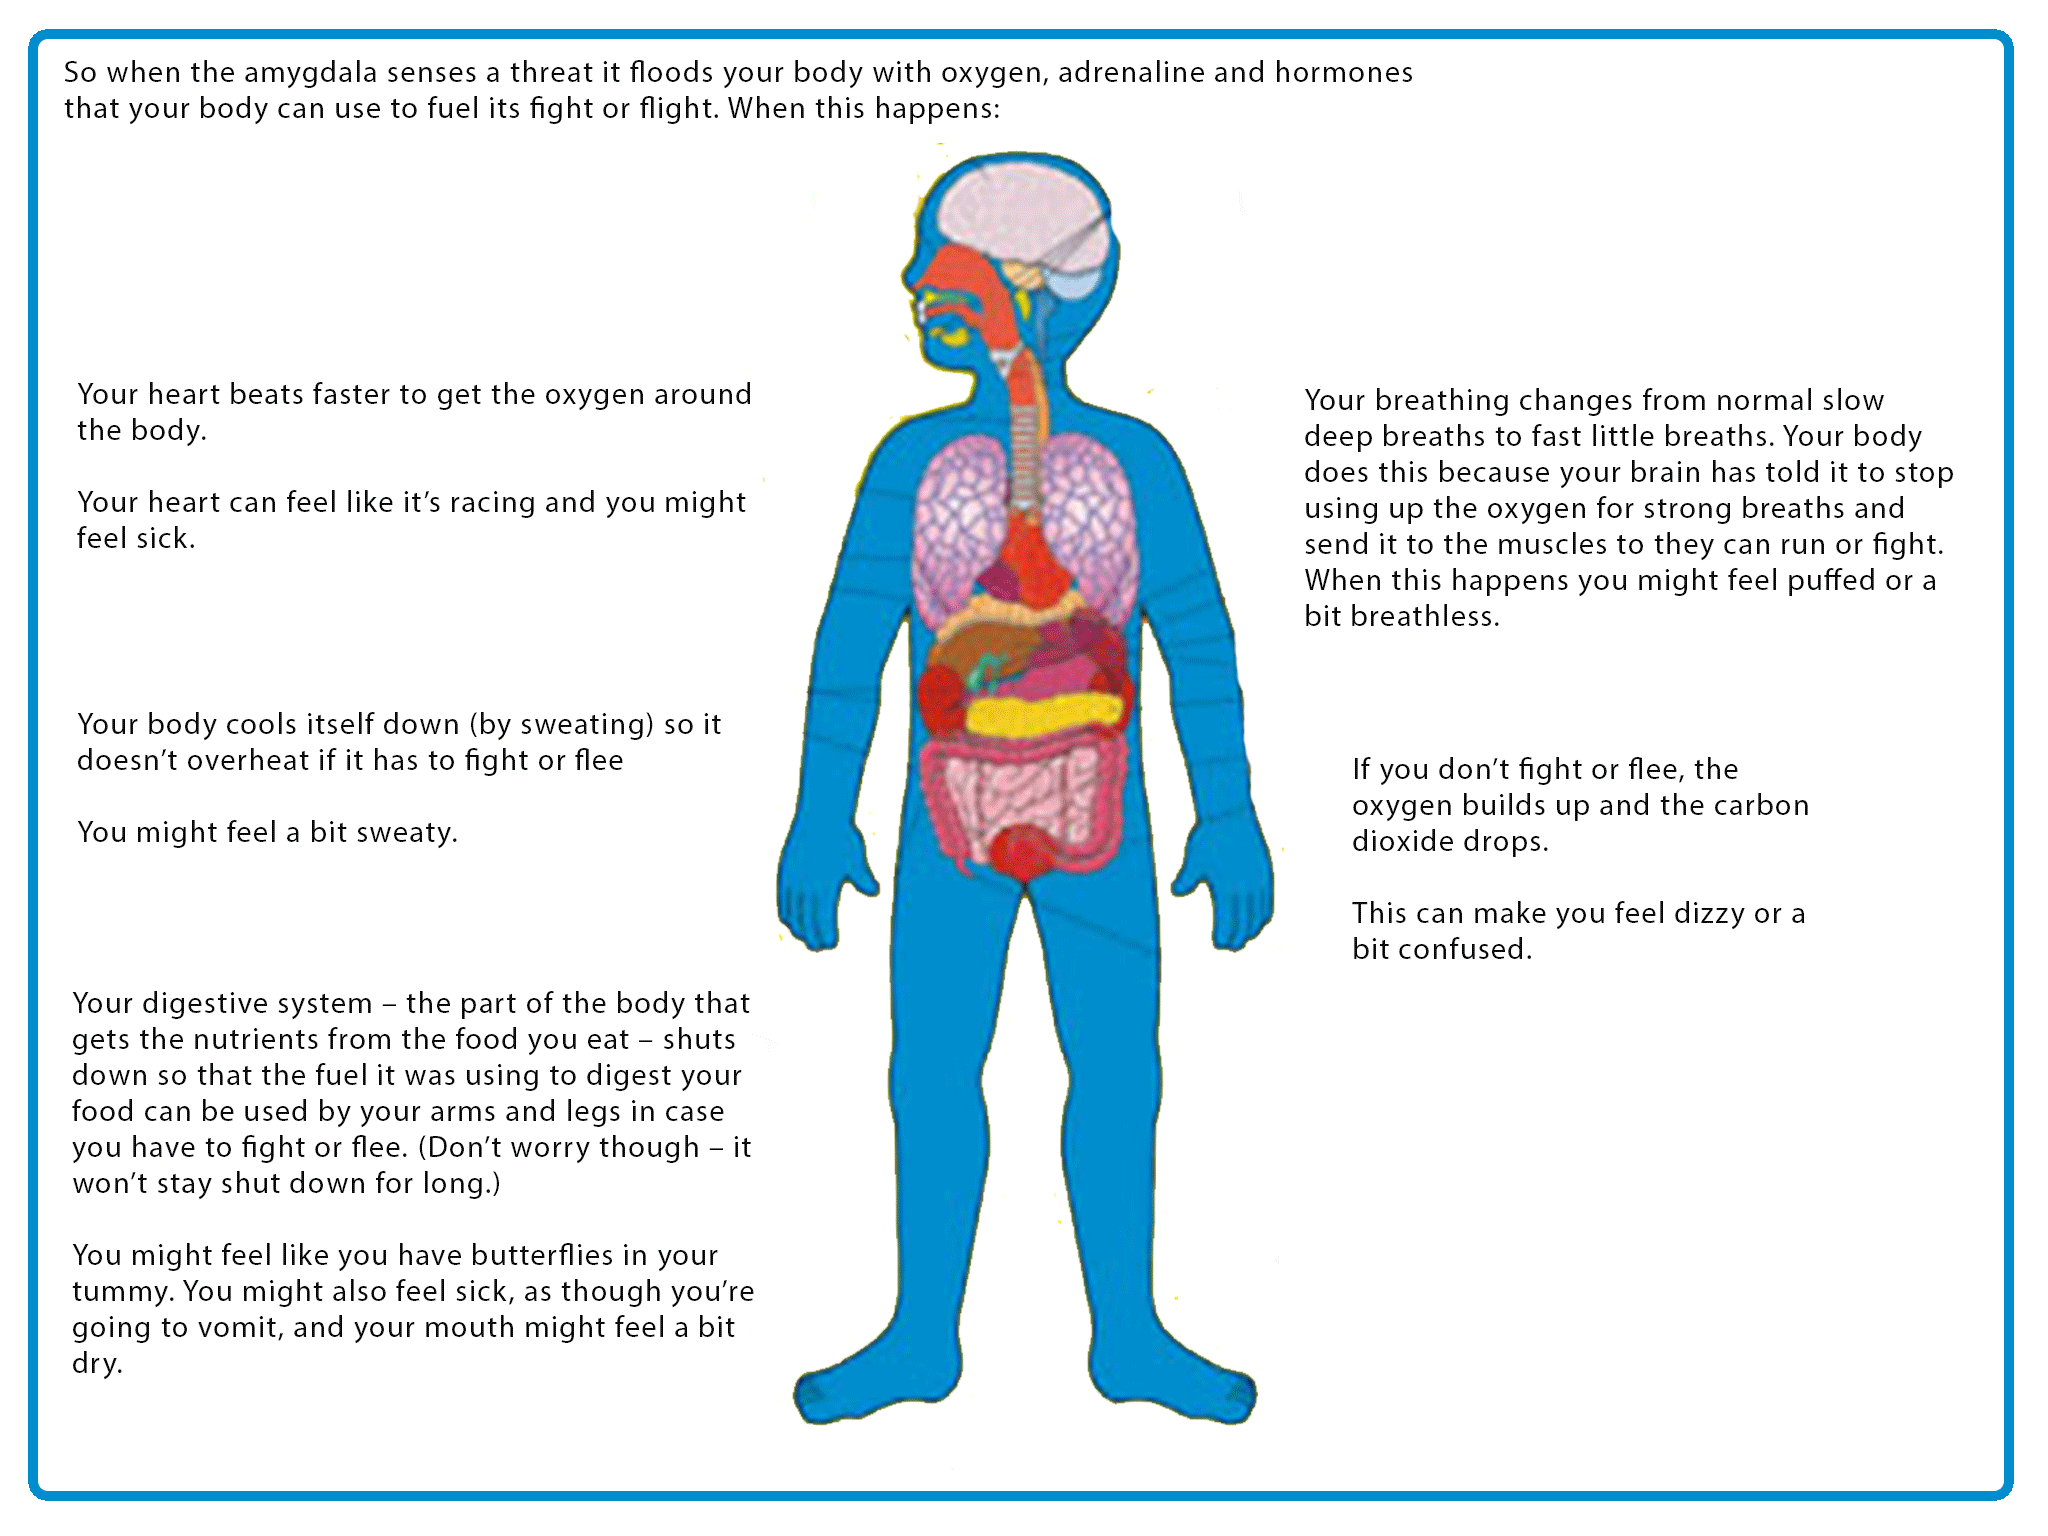 So when the amygdala senses a threat it floods your body with oxygen, adrenaline and hormones
that your body can use to fuel its fight or flight. When this happens:
Your heart beats faster to get the oxygen around
the body.
Your heart can feel like it’s racing and you might
feel sick.
Your body cools itself down (by sweating) so it
doesn’t overheat if it has to fight or flee
You might feel a bit sweaty.
Your digestive system – the part of the body that
gets the nutrients from the food you eat – shuts
down so that the fuel it was using to digest your
food can be used by your arms and legs in case
you have to fight or flee. (Don’t worry though – it
won’t stay shut down for long.)
You might feel like you have butterflies in your
tummy. You might also feel sick, as though you’re
going to vomit, and your mouth might feel a bit
dry.
Your breathing changes from normal slow
deep breaths to fast little breaths. Your body
does this because your brain has told it to stop
using up the oxygen for strong breaths and
send it to the muscles to they can run or fight.
When this happens you might feel puffed or a
bit breathless.
If you don’t fight or flee, the
oxygen builds up and the carbon
dioxide drops.
This can make you feel dizzy or a
bit confused.